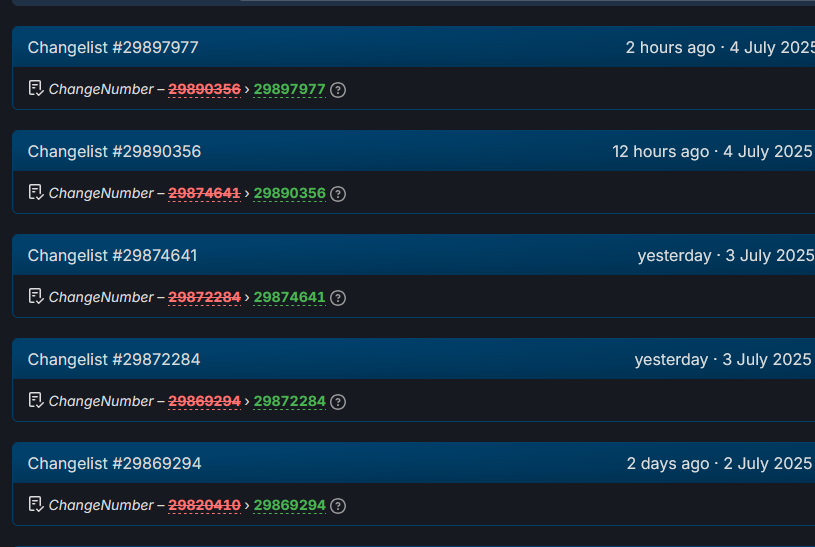 Changelist #29897977 2 hours ago · 4 July 2025
ChangeNumber – 29890356 › 29897977 ?
Changelist #29890356 12 hours ago · 4 July 2025
ChangeNumber – 29874641 › 29890356 ?
Changelist #29874641 yesterday · 3 July 2025
ChangeNumber – 29872284 › 29874641 ?
Changelist #29872284 yesterday · 3 July 2025
ChangeNumber – 29869294 › 29872284 ?
Changelist #29869294 2 days ago · 2 July 2025
ChangeNumber – 29820410 › 29869294 ?